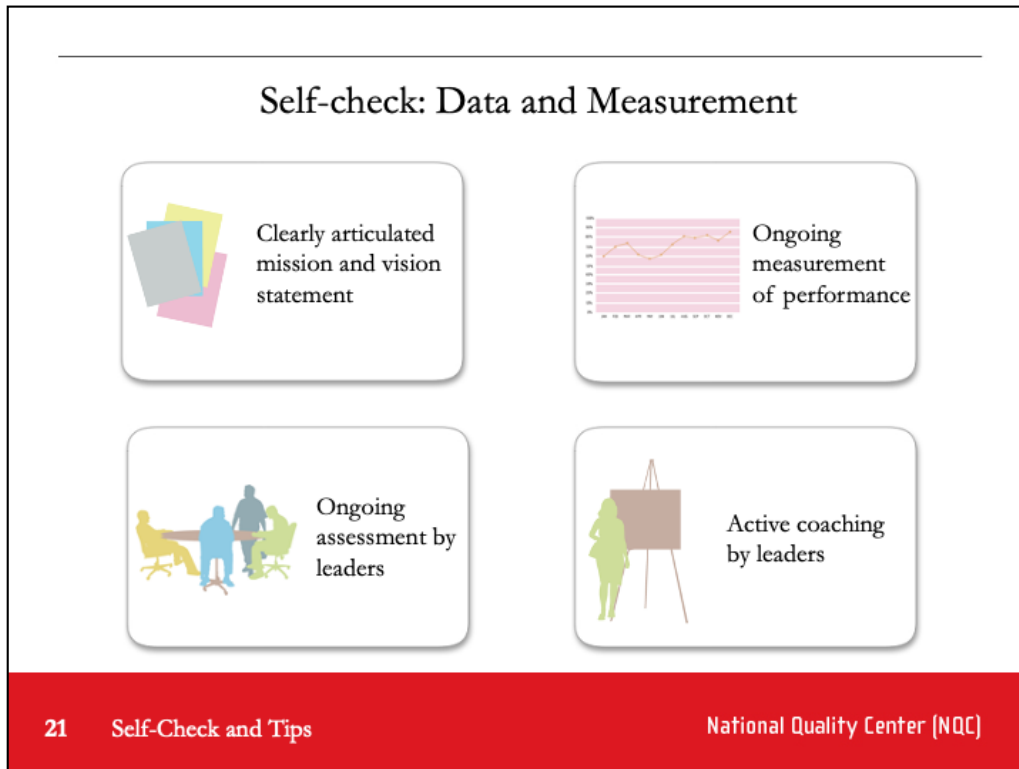 Self-check: Data and Measurement
Clearly articulated
mission and vision
statement
Ongoing
measurement
of performance
Ongoing
assessment by
leaders
Active coaching
by leaders
21 Self-Check and Tips
National Quality Center (NQC)